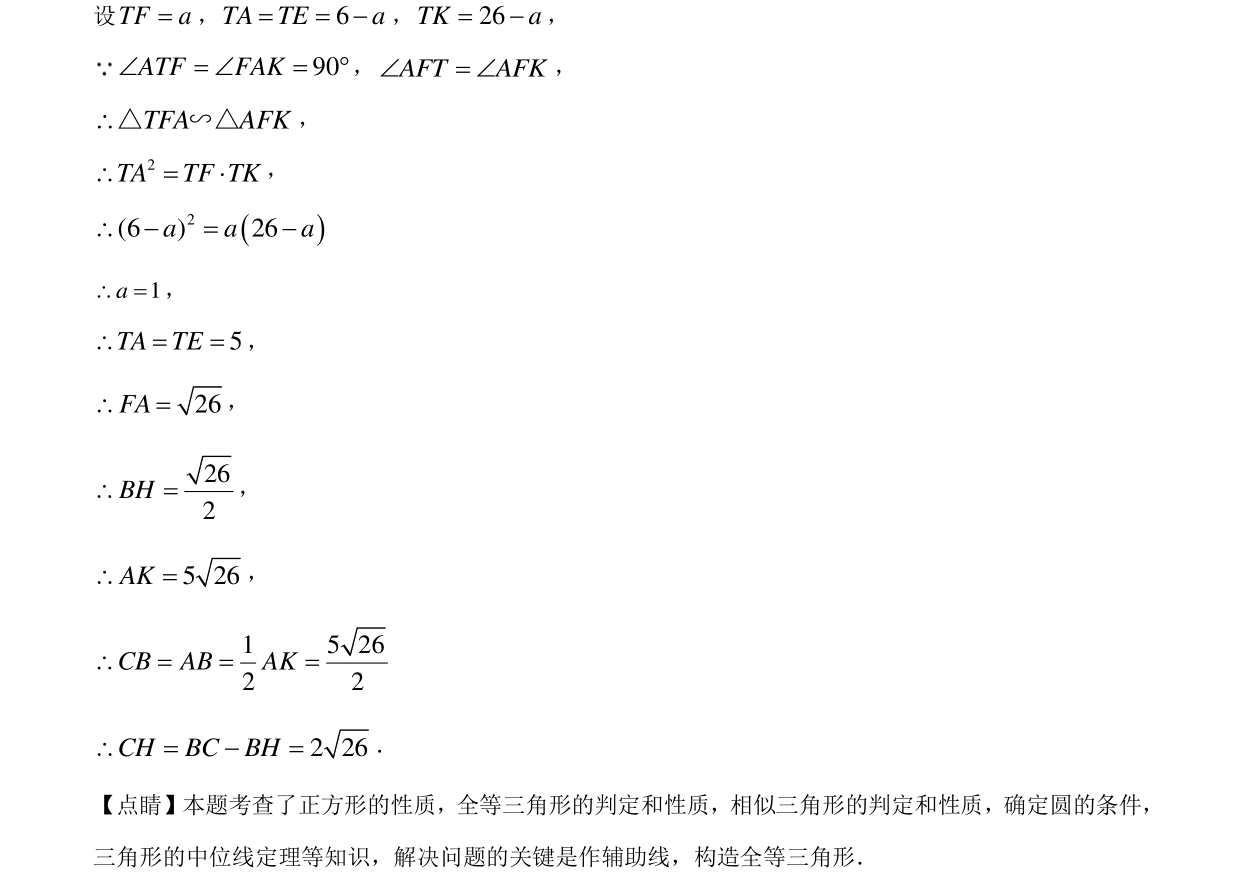 设TF = a，TA = TE = 6 − a，TK = 26 − a，
∵∠ATF = ∠FAK = 90°，∠AFT = ∠AFK，
∴△TFA∽△AFK，
∴TA² = TF·TK，
∴(6 − a)² = a(26 − a)
∴a = 1，
∴TA = TE = 5，
∴FA = √26，
∴BH = √26/2，
∴AK = 5√26，
∴CB = AB = 1/2 AK = 5√26/2
∴CH = BC − BH = 2√26．
【点睛】本题考查了正方形的性质，全等三角形的判定和性质，相似三角形的判定和性质，确定圆的条件，
三角形的中位线定理等知识，解决问题的关键是作辅助线，构造全等三角形．